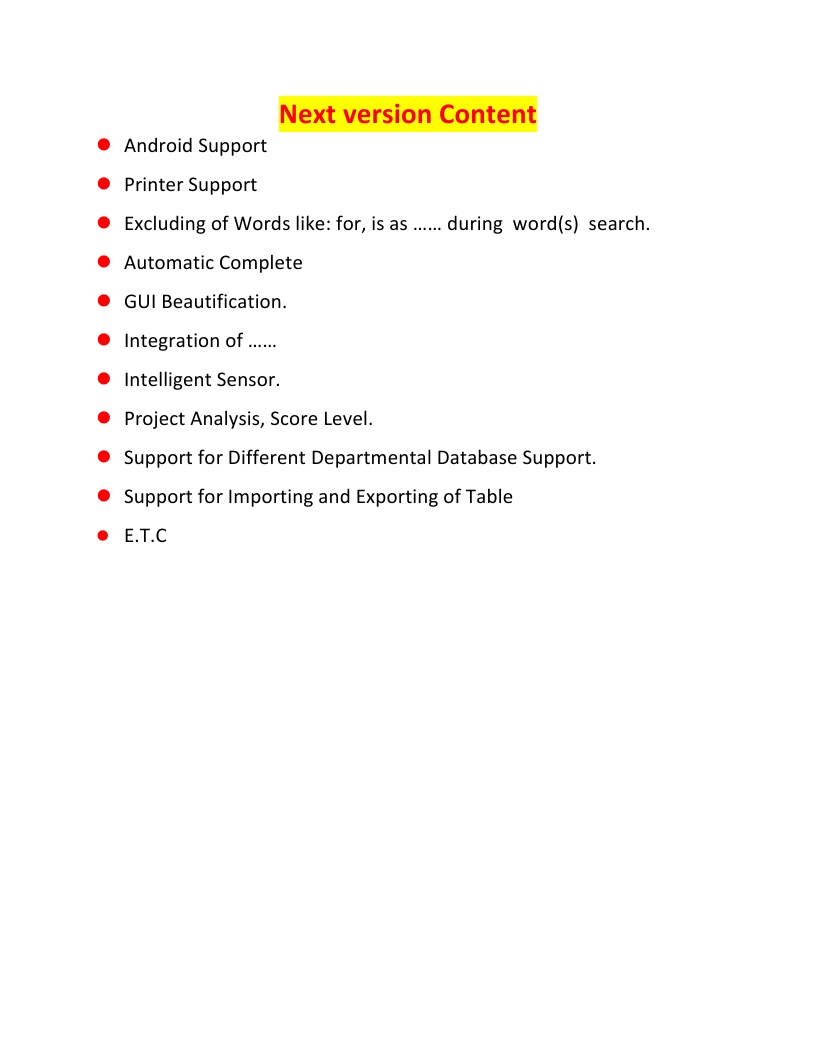 Next version Content
● Android Support
● Printer Support
● Excluding of Words like: for, is as …... during  word(s)  search.
● Automatic Complete
● GUI Beautification.
● Integration of …...
● Intelligent Sensor.
● Project Analysis, Score Level.
● Support for Different Departmental Database Support.
● Support for Importing and Exporting of Table
● E.T.C